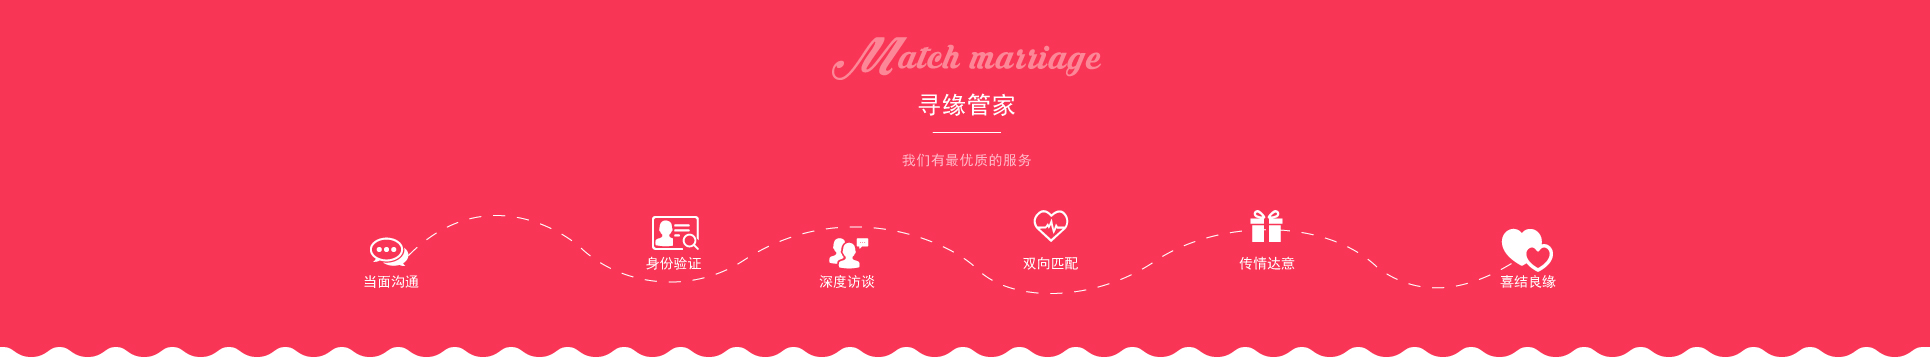 Match marriage
寻缘管家
我们有最优质的服务
当面沟通
身份验证
深度访谈
双向匹配
传情达意
喜结良缘